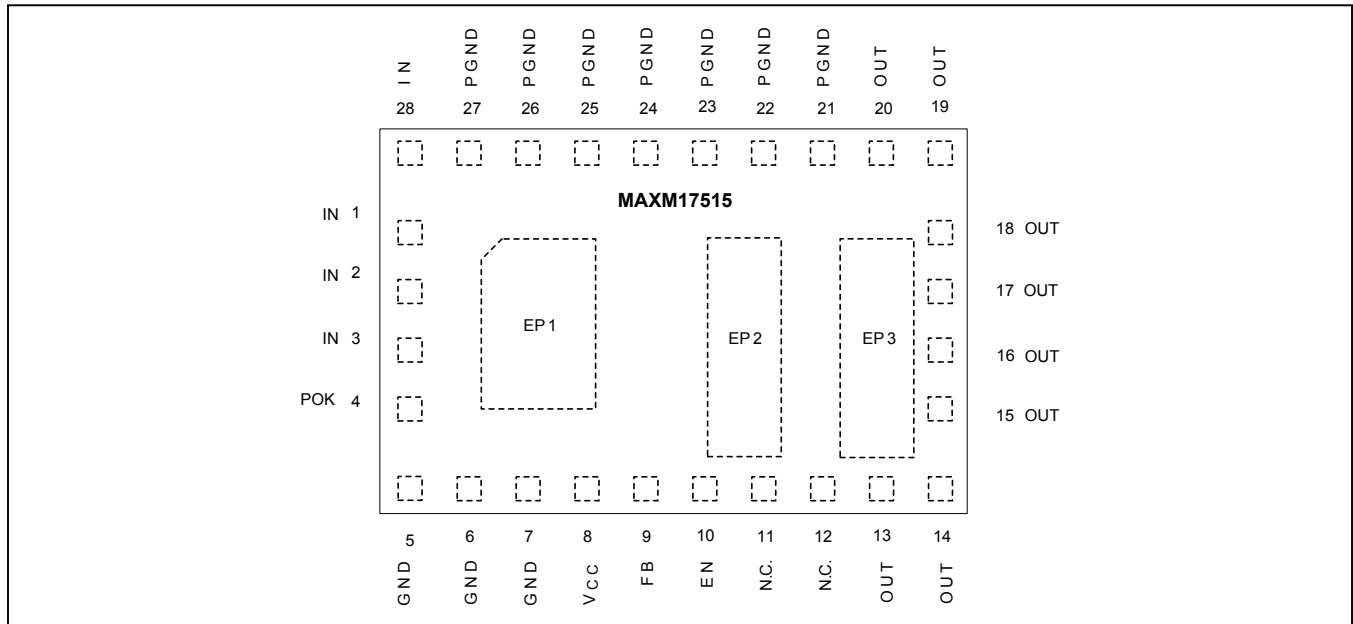 IN PGND PGND PGND PGND PGND PGND PGND OUT OUT
28 27 26 25 24 23 22 21 20 19
MAXM17515
IN 1
18 OUT
IN 2
17 OUT
EP1 EP2 EP3
IN 3
16 OUT
POK 4
15 OUT
5 6 7 8 9 10 11 12 13 14
GND GND GND VCC FB EN N.C. N.C. OUT OUT